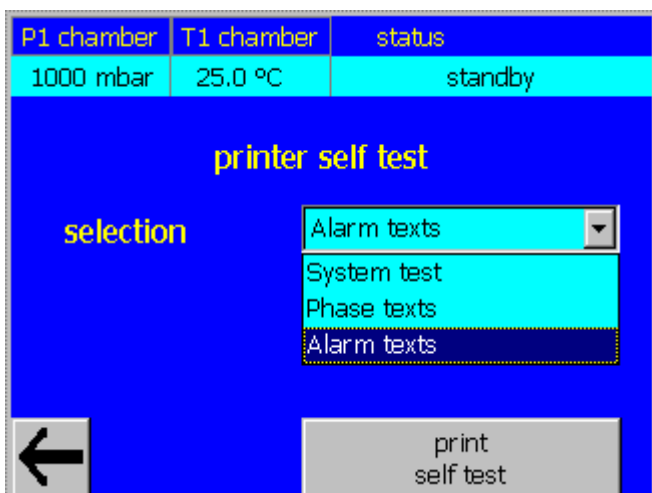 P1 chamber T1 chamber status
1000 mbar 25.0 ºC standby
printer self test
selection Alarm texts
System test
Phase texts
Alarm texts
print
self test